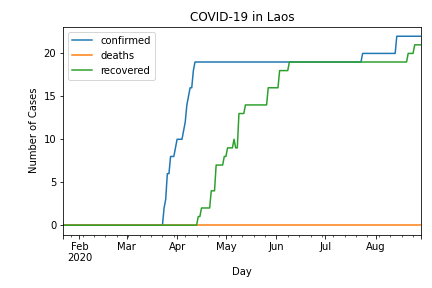 COVID-19 in Laos
confirmed
deaths
recovered
Number of Cases
20
15
10
5
0
Feb Mar Apr May Jun Jul Aug
2020
Day